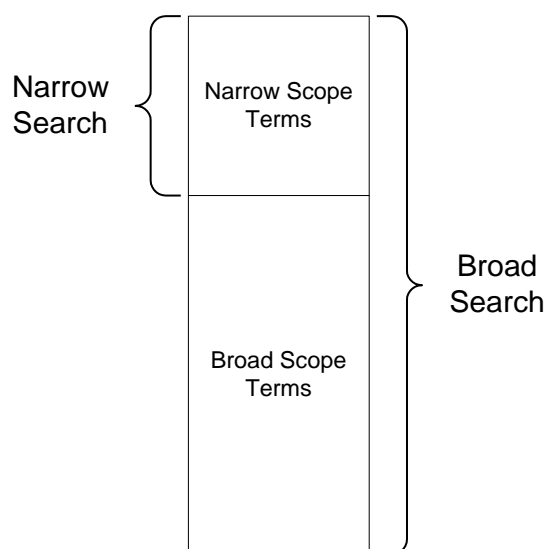 Narrow
Search
Narrow Scope
Terms
Broad
Search
Broad Scope
Terms